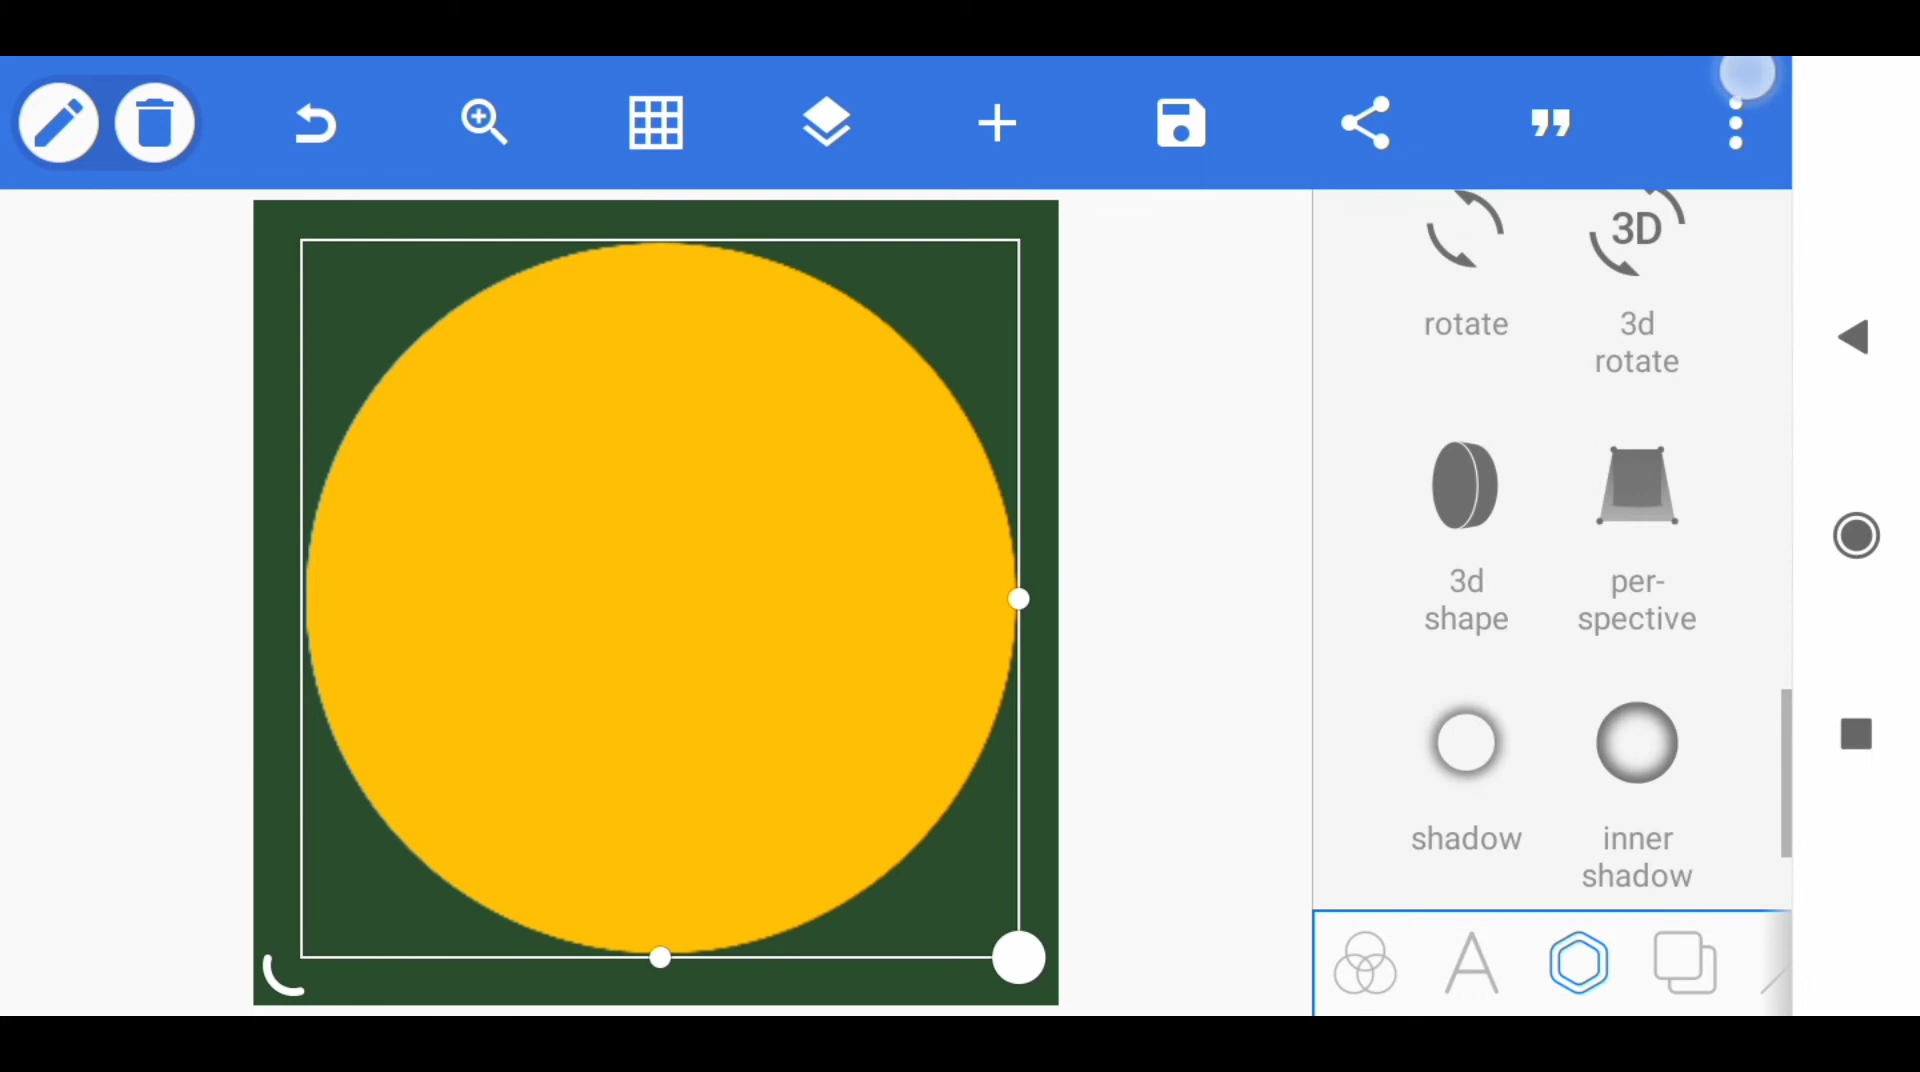 3D
rotate
3d
rotate
3d
shape
per-
spective
shadow
inner
shadow